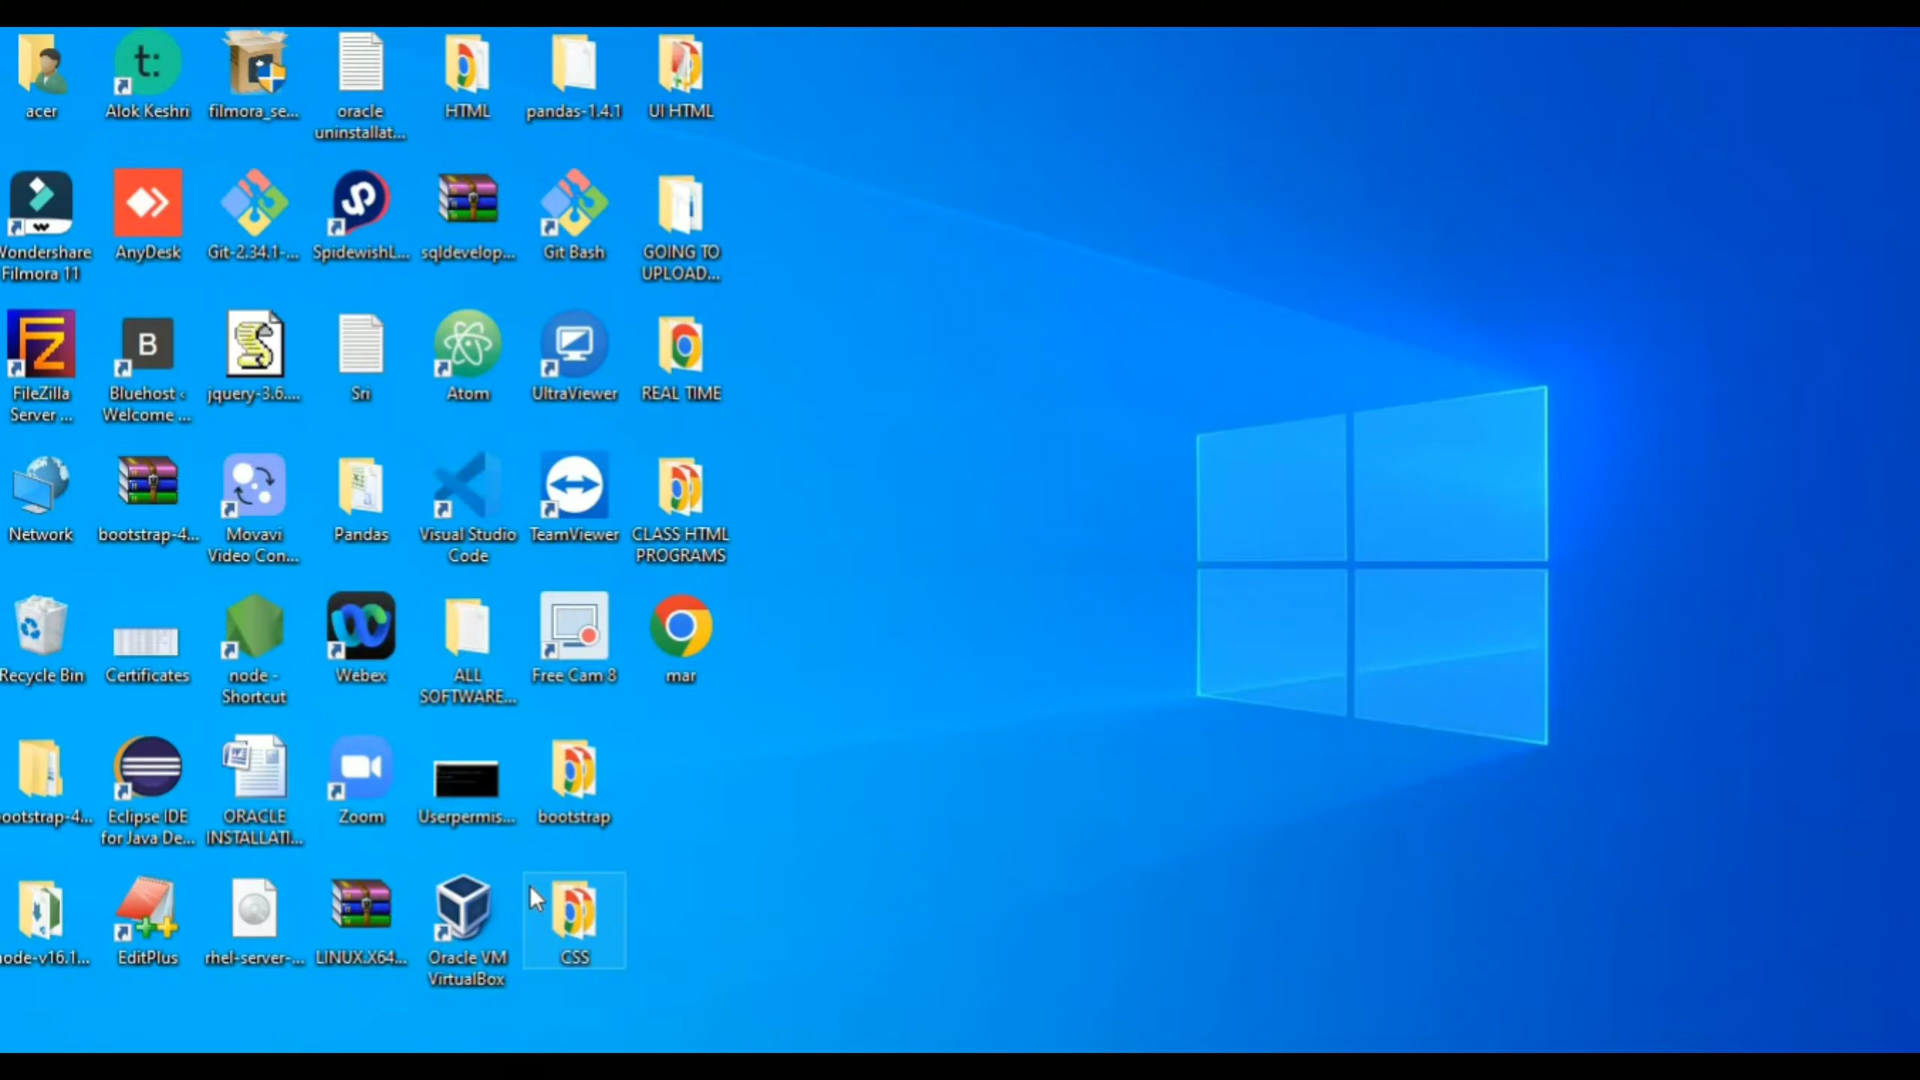 acer
Alok Keshri
filmora_se...
oracle
uninstallat...
HTML
pandas-1.4.1
UI HTML
Wondershare
Filmora 11
AnyDesk
Git-2.34.1-...
SpidewishL...
sqldevelop...
Git Bash
GOING TO
UPLOAD...
FileZilla
Server ...
Bluehost -
Welcome ...
jquery-3.6....
Sri
Atom
UltraViewer
REAL TIME
Network
bootstrap-4...
Movavi
Video Con...
Pandas
Visual Studio
Code
TeamViewer
CLASS HTML
PROGRAMS
Recycle Bin
Certificates
node -
Shortcut
Webex
ALL
SOFTWARE...
Free Cam 8
mar
bootstrap-4...
Eclipse IDE
for Java De...
ORACLE
INSTALLATI...
Zoom
Userpermis...
bootstrap
node-v16.1...
EditPlus
rhel-server-...
LINUX.X64...
Oracle VM
VirtualBox
CSS